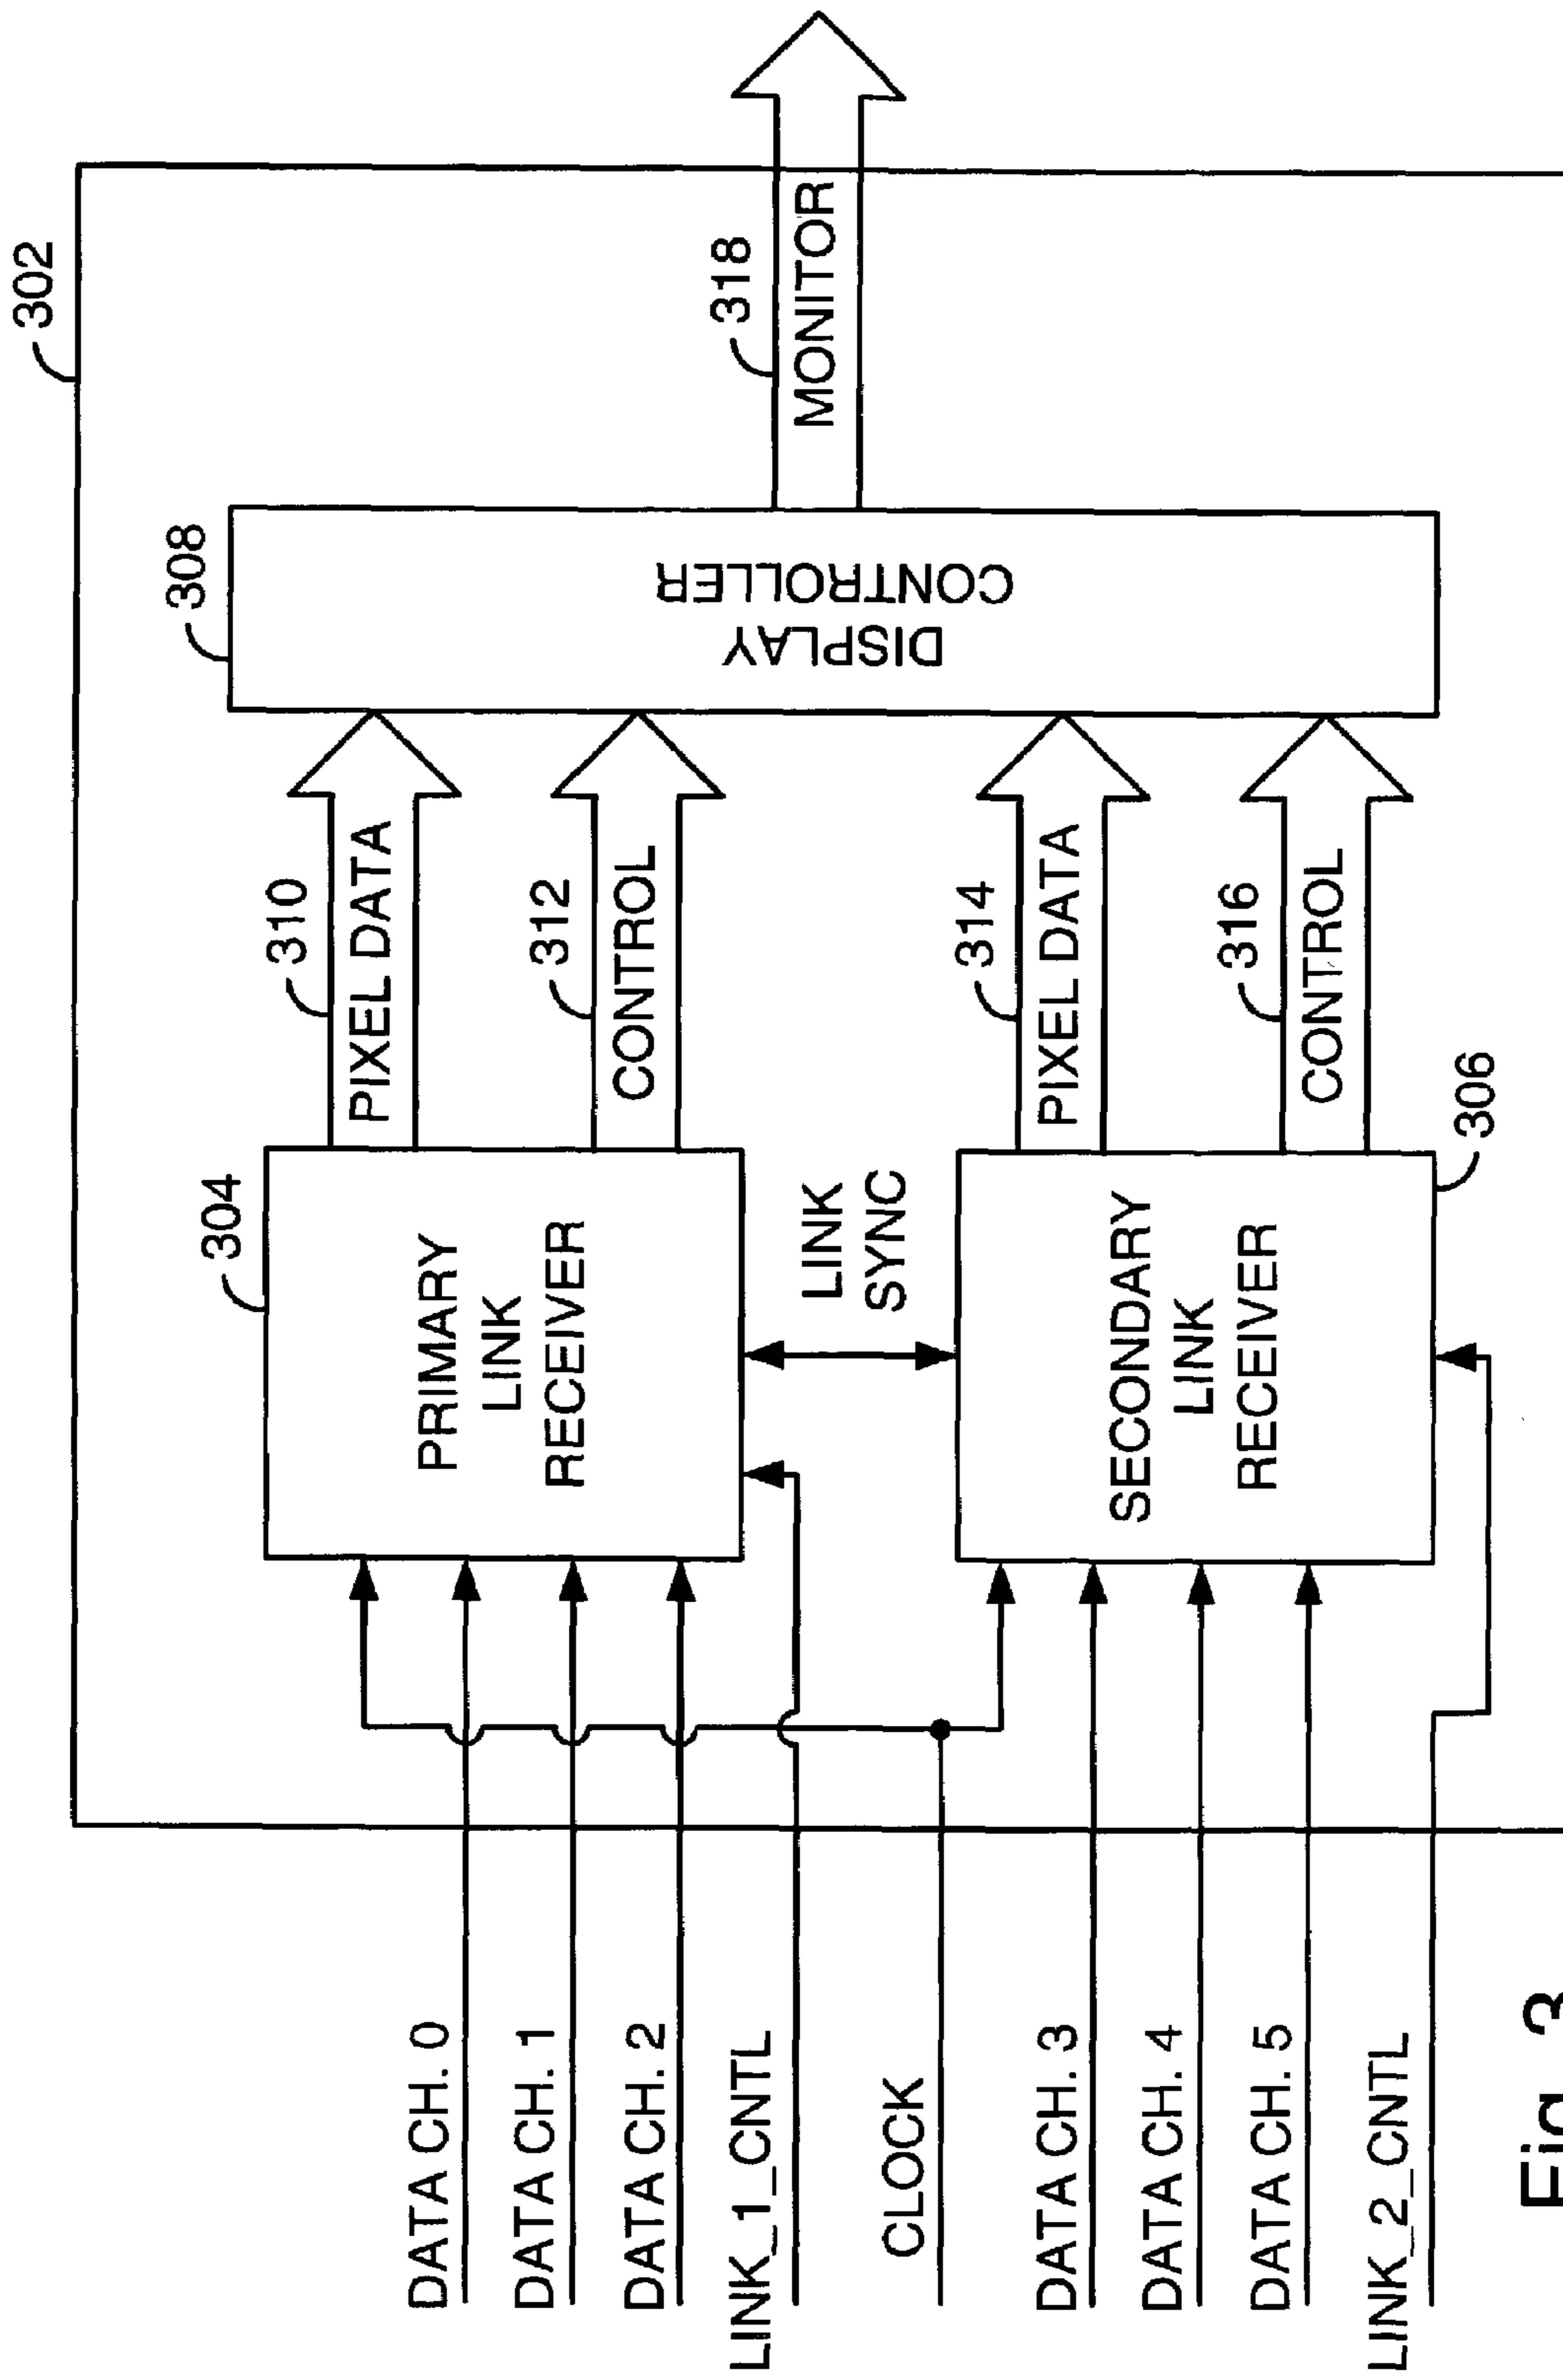 302
308
318
MONITOR
DISPLAY
CONTROLLER
310
PIXEL DATA
312
CONTROL
314
PIXEL DATA
316
CONTROL
304
PRIMARY
LINK
RECEIVER
LINK
SYNC
SECONDARY
LINK
RECEIVER
306
DATA CH. 0
DATA CH. 1
DATA CH. 2
LINK_1_CNTL
CLOCK
DATA CH. 3
DATA CH. 4
DATA CH. 5
LINK_2_CNTL
Fig. 3